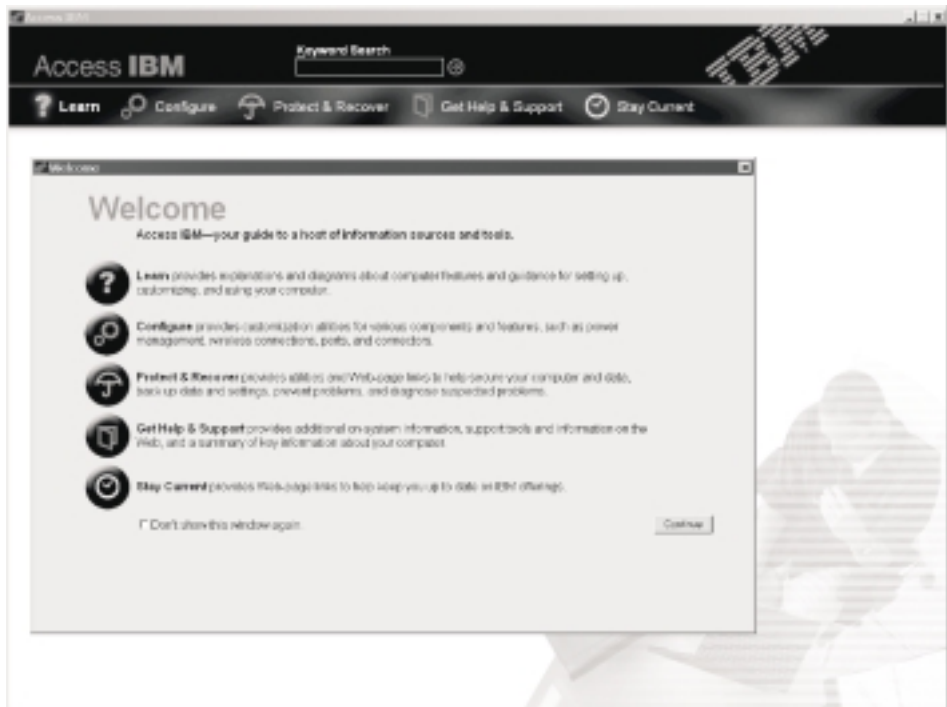 Access IBM
Access IBM
Keyword Search
IBM
Learn
Configure
Protect & Recover
Get Help & Support
Stay Current
Welcome
Welcome
Access IBM—your guide to a host of information sources and tools.
Learn provides explanations and diagrams about computer features and guidance for setting up,
customizing, and using your computer.
Configure provides customization utilities for various components and features, such as power
management, wireless connections, ports, and connectors.
Protect & Recover provides utilities and Web-page links to help secure your computer and data,
back up data and settings, prevent problems, and diagnose suspected problems.
Get Help & Support provides additional on-system information, support tools and information on the
Web, and a summary of key information about your computer.
Stay Current provides Web-page links to help keep you up to date on IBM offerings.
Don't show this window again
Continue